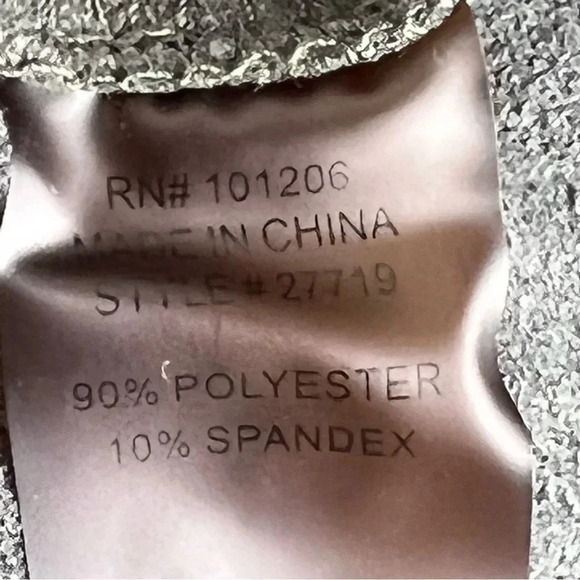 RN# 101206
MADE IN CHINA
STYLE # 27719
90% POLYESTER
10% SPANDEX